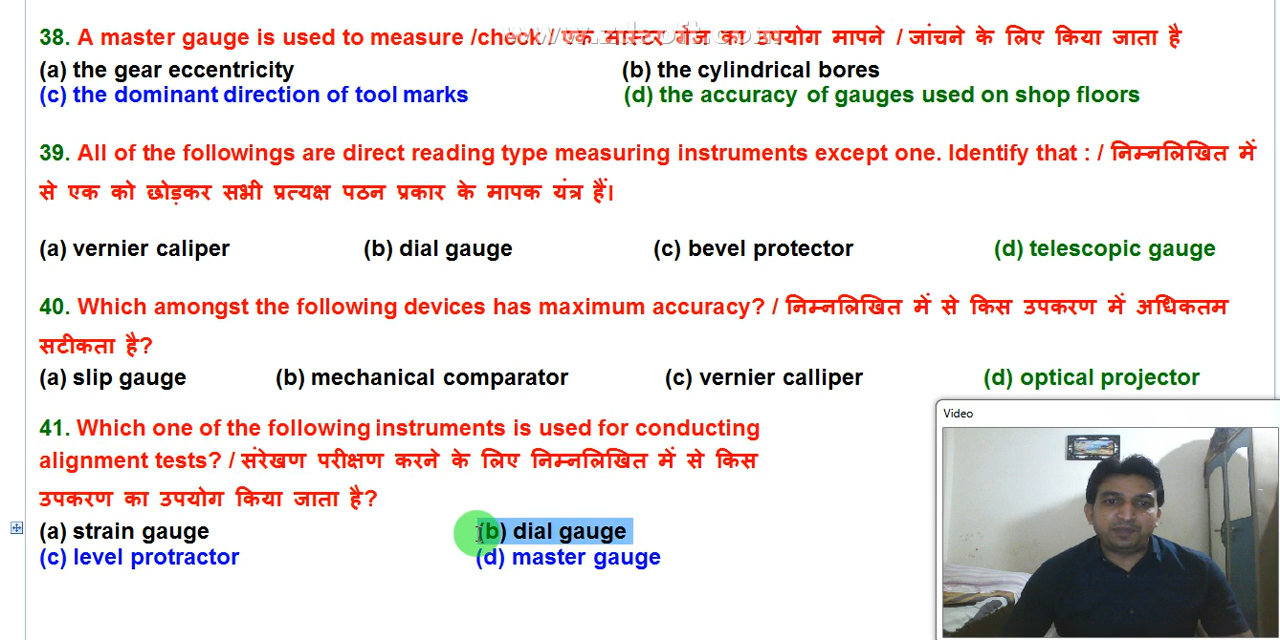 38. A master gauge is used to measure /check / एक मास्टर गेज का उपयोग मापने / जांचने के लिए किया जाता है
(a) the gear eccentricity (b) the cylindrical bores
(c) the dominant direction of tool marks (d) the accuracy of gauges used on shop floors
39. All of the followings are direct reading type measuring instruments except one. Identify that : / निम्नलिखित में
से एक को छोड़कर सभी प्रत्यक्ष पठन प्रकार के मापक यंत्र हैं।
(a) vernier caliper (b) dial gauge (c) bevel protector (d) telescopic gauge
40. Which amongst the following devices has maximum accuracy? / निम्नलिखित में से किस उपकरण में अधिकतम
सटीकता है?
(a) slip gauge (b) mechanical comparator (c) vernier calliper (d) optical projector
41. Which one of the following instruments is used for conducting
alignment tests? / संरेखण परीक्षण करने के लिए निम्नलिखित में से किस
उपकरण का उपयोग किया जाता है?
(a) strain gauge (b) dial gauge
(c) level protractor (d) master gauge
Video